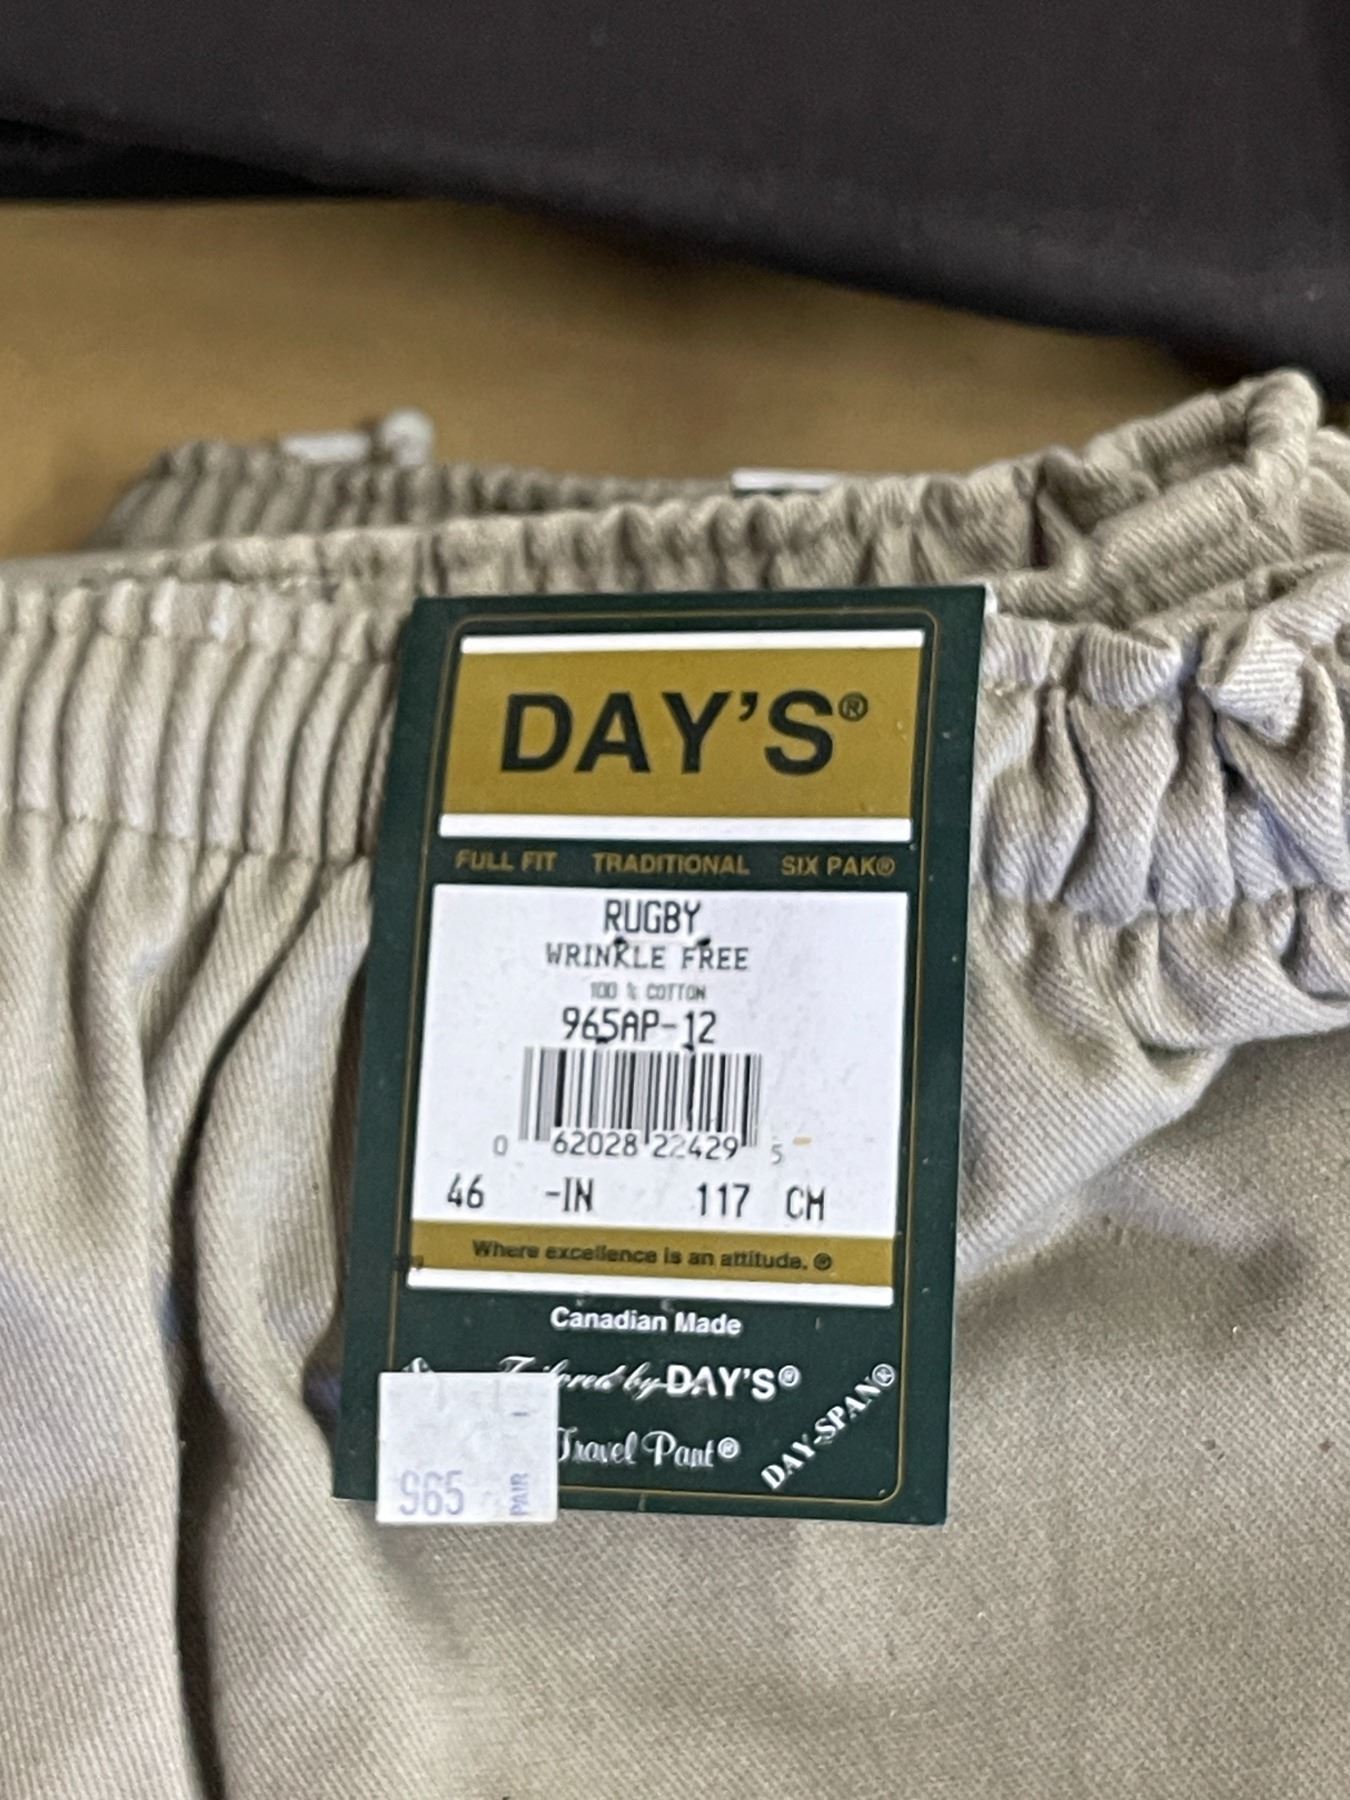 DAY'S®
FULL FIT TRADITIONAL SIX PAK®
RUGBY
WRINKLE FREE
100 % COTTON
965AP-12
0 62028 22429 5
46 -IN 117 CM
Where excellence is an attitude.®
Canadian Made
Tailored by DAY'S®
Travel Pant®
DAY-SPAN®
965
PAIR